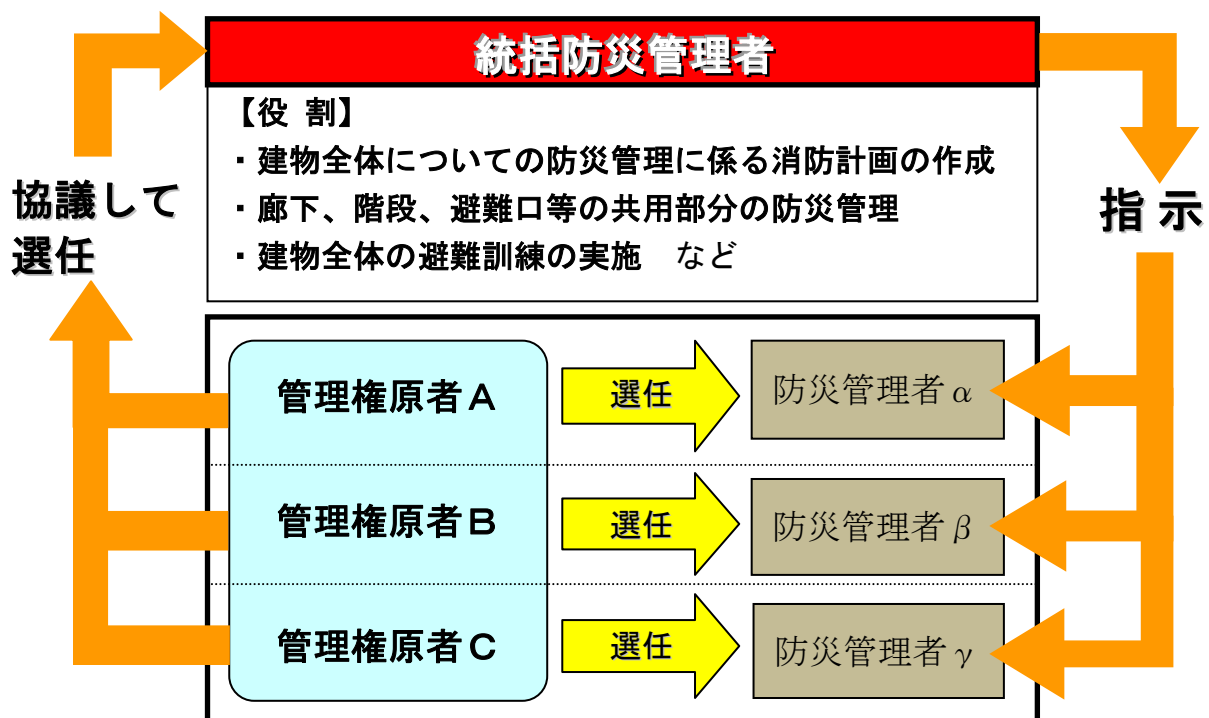 統括防災管理者
【役 割】
・建物全体についての防災管理に係る消防計画の作成
・廊下、階段、避難口等の共用部分の防災管理
・建物全体の避難訓練の実施　など
協議して
選任
指 示
管理権原者A
選任
防災管理者 α
管理権原者B
選任
防災管理者 β
管理権原者C
選任
防災管理者 γ